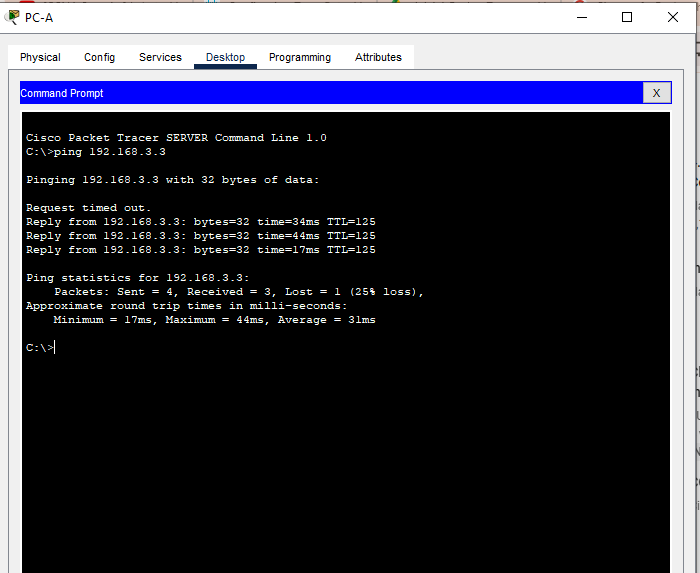 PC-A
Physical Config Services Desktop Programming Attributes
Command Prompt
X
Cisco Packet Tracer SERVER Command Line 1.0
C:\>ping 192.168.3.3
Pinging 192.168.3.3 with 32 bytes of data:
Request timed out.
Reply from 192.168.3.3: bytes=32 time=34ms TTL=125
Reply from 192.168.3.3: bytes=32 time=44ms TTL=125
Reply from 192.168.3.3: bytes=32 time=17ms TTL=125
Ping statistics for 192.168.3.3:
Packets: Sent = 4, Received = 3, Lost = 1 (25% loss),
Approximate round trip times in milli-seconds:
Minimum = 17ms, Maximum = 44ms, Average = 31ms
C:\>